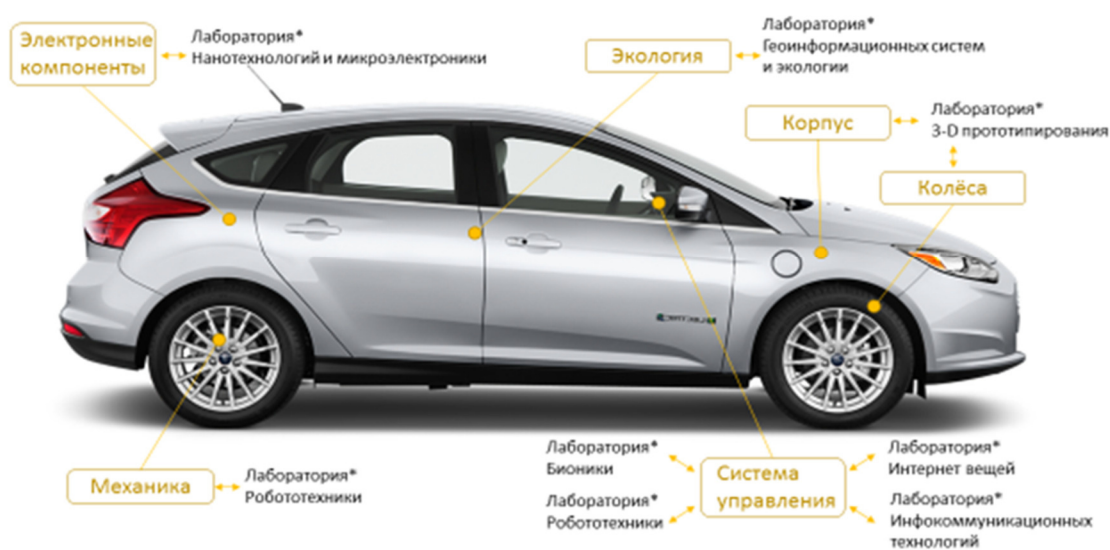 Электронные
компоненты
Лаборатория*
Нанотехнологий и микроэлектроники
Экология
Лаборатория*
Геоинформационных систем
и экологии
Корпус
Лаборатория*
3-D прототипирования
Колёса
Механика
Лаборатория*
Робототехники
Лаборатория*
Бионики
Лаборатория*
Робототехники
Система
управления
Лаборатория*
Интернет вещей
Лаборатория*
Инфокоммуникационных
технологий